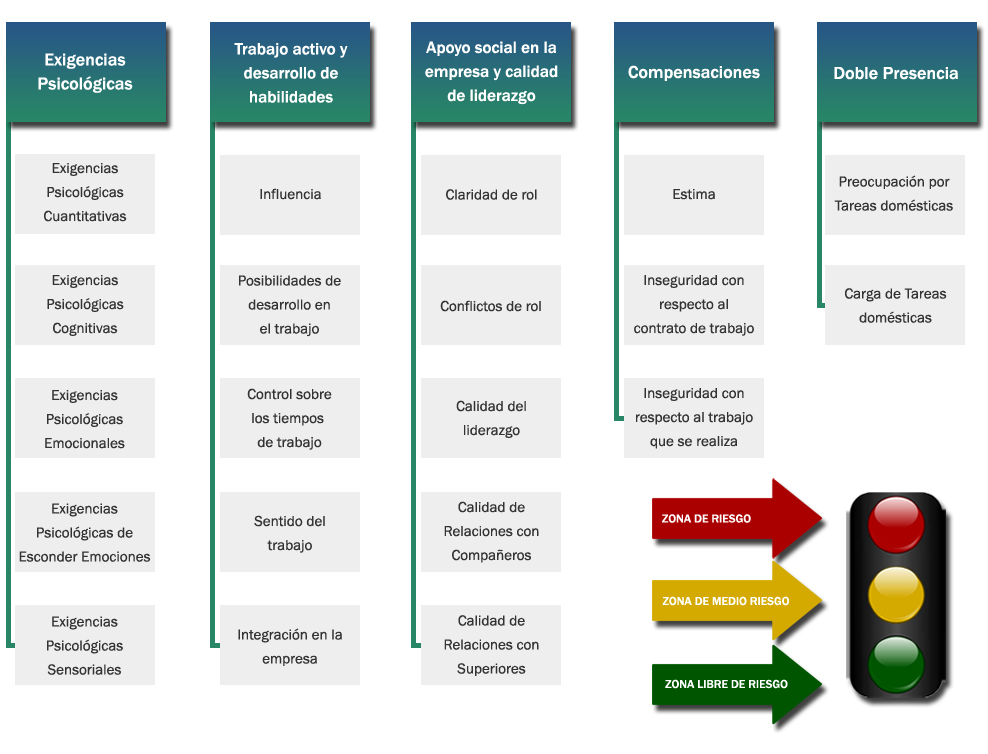 Exigencias
Psicológicas
Exigencias
Psicológicas
Cuantitativas
Exigencias
Psicológicas
Cognitivas
Exigencias
Psicológicas
Emocionales
Exigencias
Psicológicas de
Esconder Emociones
Exigencias
Psicológicas
Sensoriales
Trabajo activo y
desarrollo de
habilidades
Influencia
Posibilidades de
desarrollo en
el trabajo
Control sobre
los tiempos
de trabajo
Sentido del
trabajo
Integración en la
empresa
Apoyo social en la
empresa y calidad
de liderazgo
Claridad de rol
Conflictos de rol
Calidad del
liderazgo
Calidad de
Relaciones con
Compañeros
Calidad de
Relaciones con
Superiores
Compensaciones
Estima
Inseguridad con
respecto al
contrato de trabajo
Inseguridad con
respecto al trabajo
que se realiza
Doble Presencia
Preocupación por
Tareas domésticas
Carga de Tareas
domésticas
ZONA DE RIESGO
ZONA DE MEDIO RIESGO
ZONA LIBRE DE RIESGO